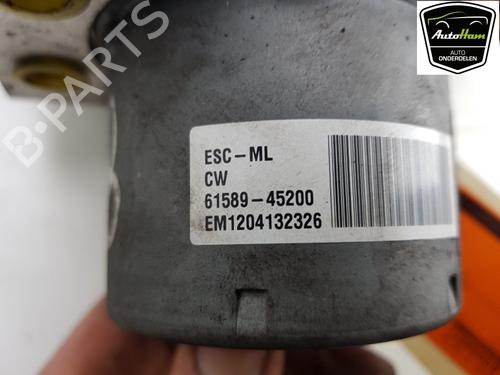 AutoHam
AUTO
ONDERDELEN
B-PARTS
ESC-ML
CW
61589-45200
EM1204132326